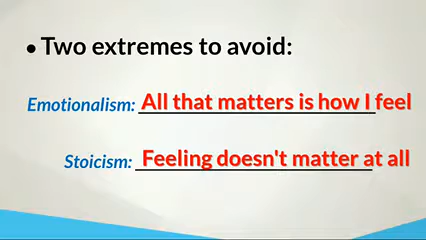 • Two extremes to avoid:
Emotionalism: All that matters is how I feel
Stoicism: Feeling doesn't matter at all